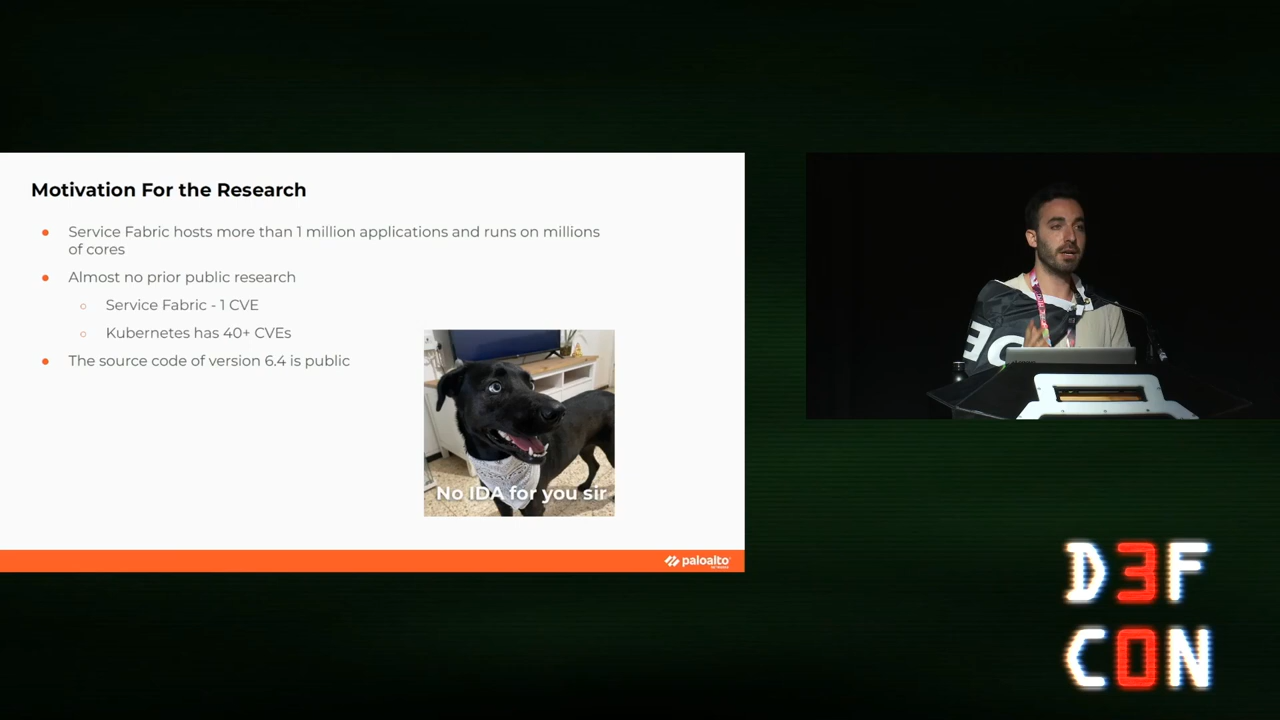 Motivation For the Research
Service Fabric hosts more than 1 million applications and runs on millions
of cores
Almost no prior public research
Service Fabric - 1 CVE
Kubernetes has 40+ CVEs
The source code of version 6.4 is public
No IDA for you sir
paloalto
D3F
C0N